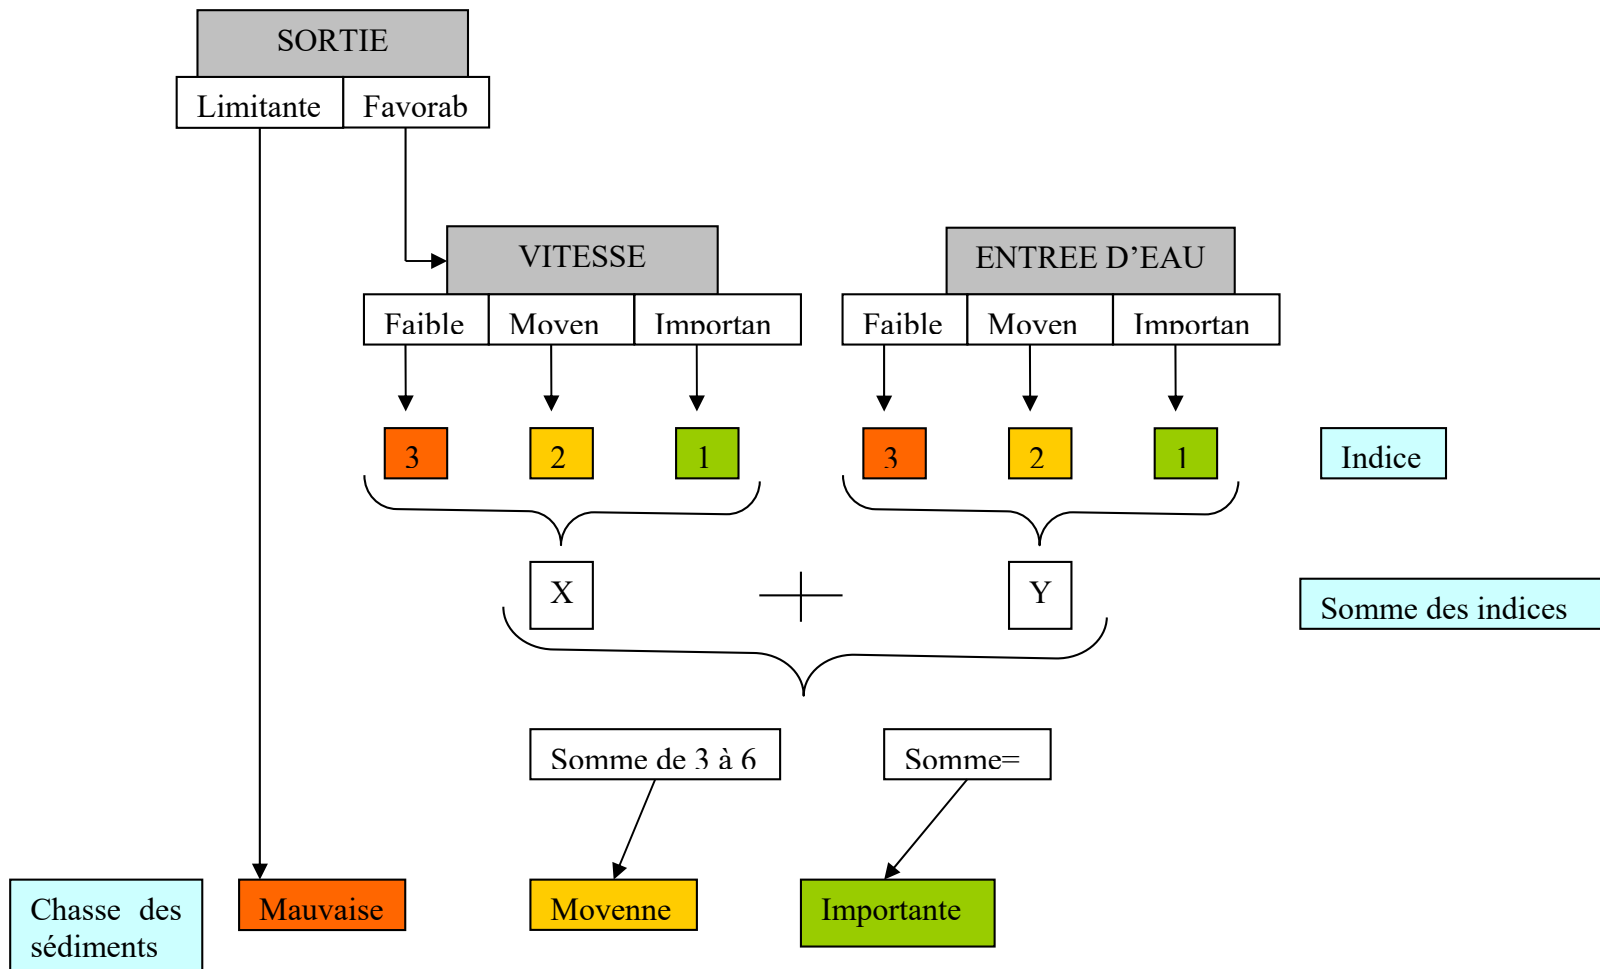 SORTIE
Limitante Favorab
VITESSE ENTREE D’EAU
Faible Moyen Importan Faible Moyen Importan
3 2 1 3 2 1 Indice
X Y
Somme des indices
Somme de 3 à 6 Somme=
Chasse des
sédiments
Mauvaise Moyenne Importante